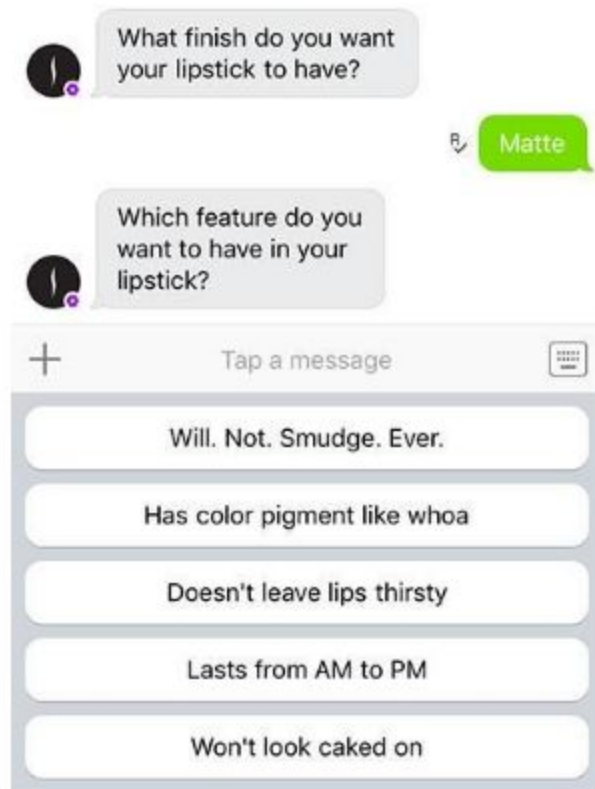 What finish do you want
your lipstick to have?
Matte
Which feature do you
want to have in your
lipstick?
Tap a message
Will. Not. Smudge. Ever.
Has color pigment like whoa
Doesn't leave lips thirsty
Lasts from AM to PM
Won't look caked on